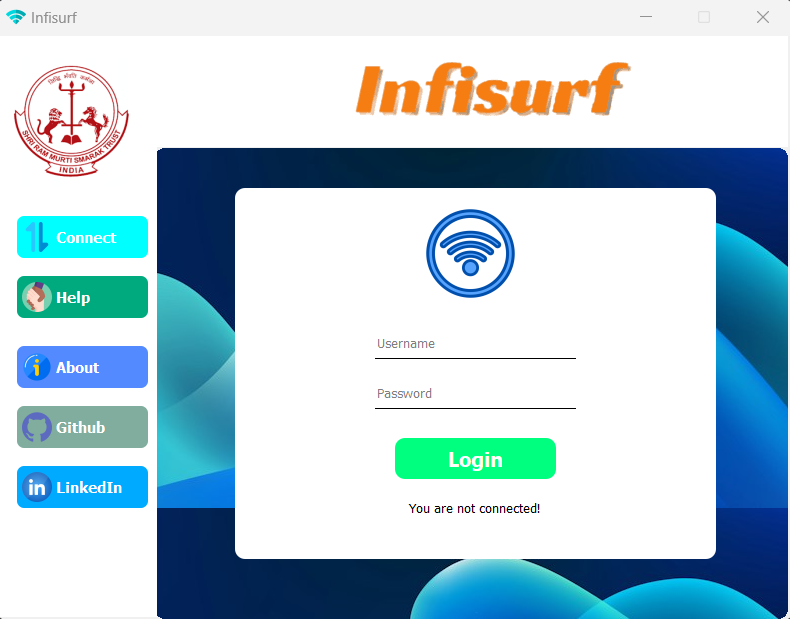 Infisurf
Infisurf
SHRI RAM MURTI SMARAK TRUST
INDIA
Connect
Help
About
Github
in LinkedIn
Username
Password
Login
You are not connected!